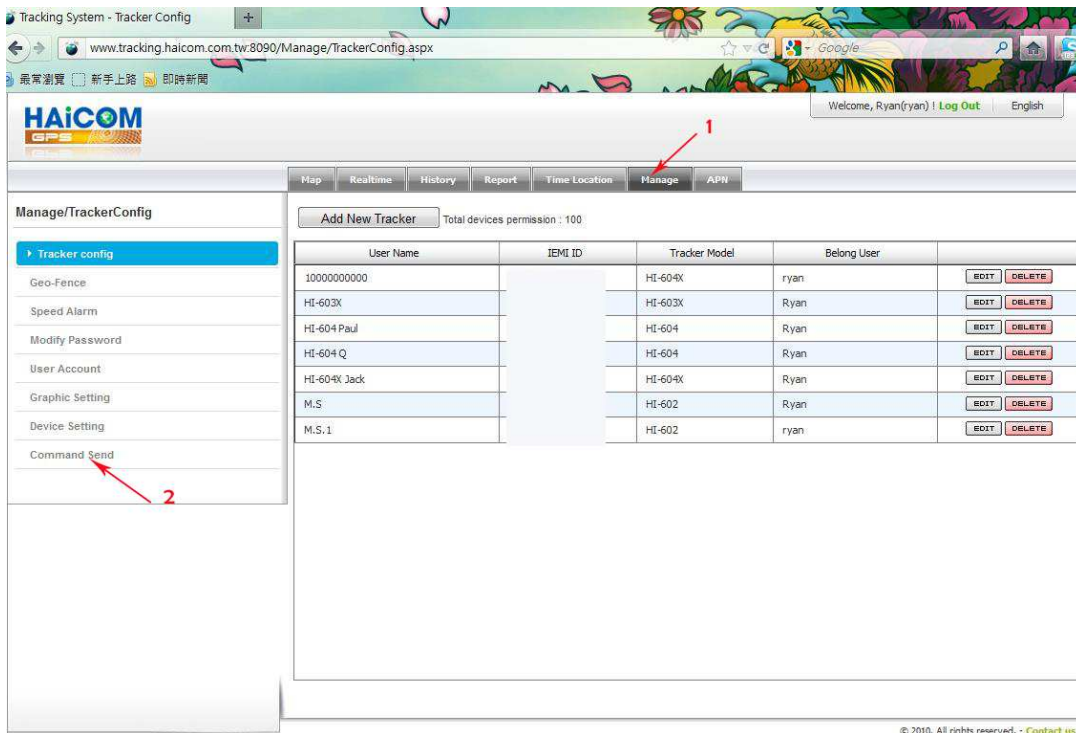 Tracking System - Tracker Config +
www.tracking.haicom.com.tw:8090/Manage/TrackerConfig.aspx Google
最常瀏覽 新手上路 即時新聞
HAiCOM
GPS
Welcome, Ryan(ryan) ! Log Out English
1
Map Realtime History Report Time Location Manage APN
Manage/TrackerConfig
Add New Tracker Total devices permission : 100
Tracker config
Geo-Fence
Speed Alarm
Modify Password
User Account
Graphic Setting
Device Setting
Command Send
2
User Name IEMI ID Tracker Model Belong User
10000000000 HI-604X ryan EDIT DELETE
HI-603X HI-603X Ryan EDIT DELETE
HI-604 Paul HI-604 Ryan EDIT DELETE
HI-604 Q HI-604 Ryan EDIT DELETE
HI-604X Jack HI-604X Ryan EDIT DELETE
M.S HI-602 Ryan EDIT DELETE
M.S.1 HI-602 ryan EDIT DELETE
© 2010. All rights reserved. - Contact us